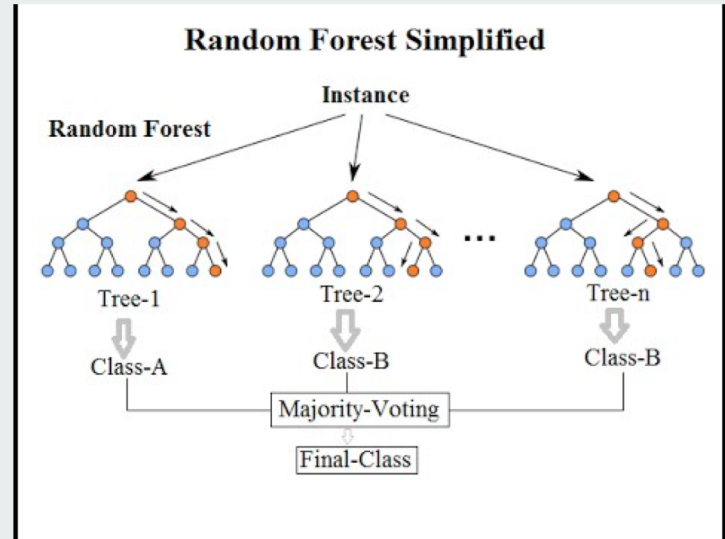 Random Forest Simplified
Instance
Random Forest
...
Tree-1
Tree-2
Tree-n
Class-A
Class-B
Class-B
Majority-Voting
Final-Class